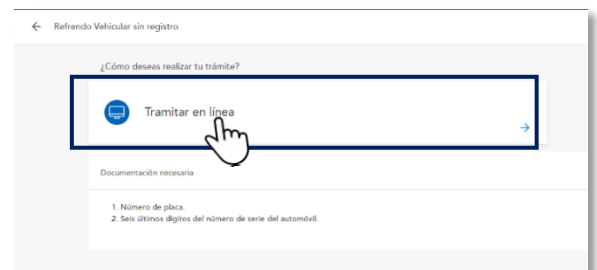 Refrendo Vehicular sin registro
¿Cómo deseas realizar tu trámite?
Tramitar en línea
Documentación necesaria
1. Número de placa.
2. Seis últimos dígitos del número de serie del automóvil.